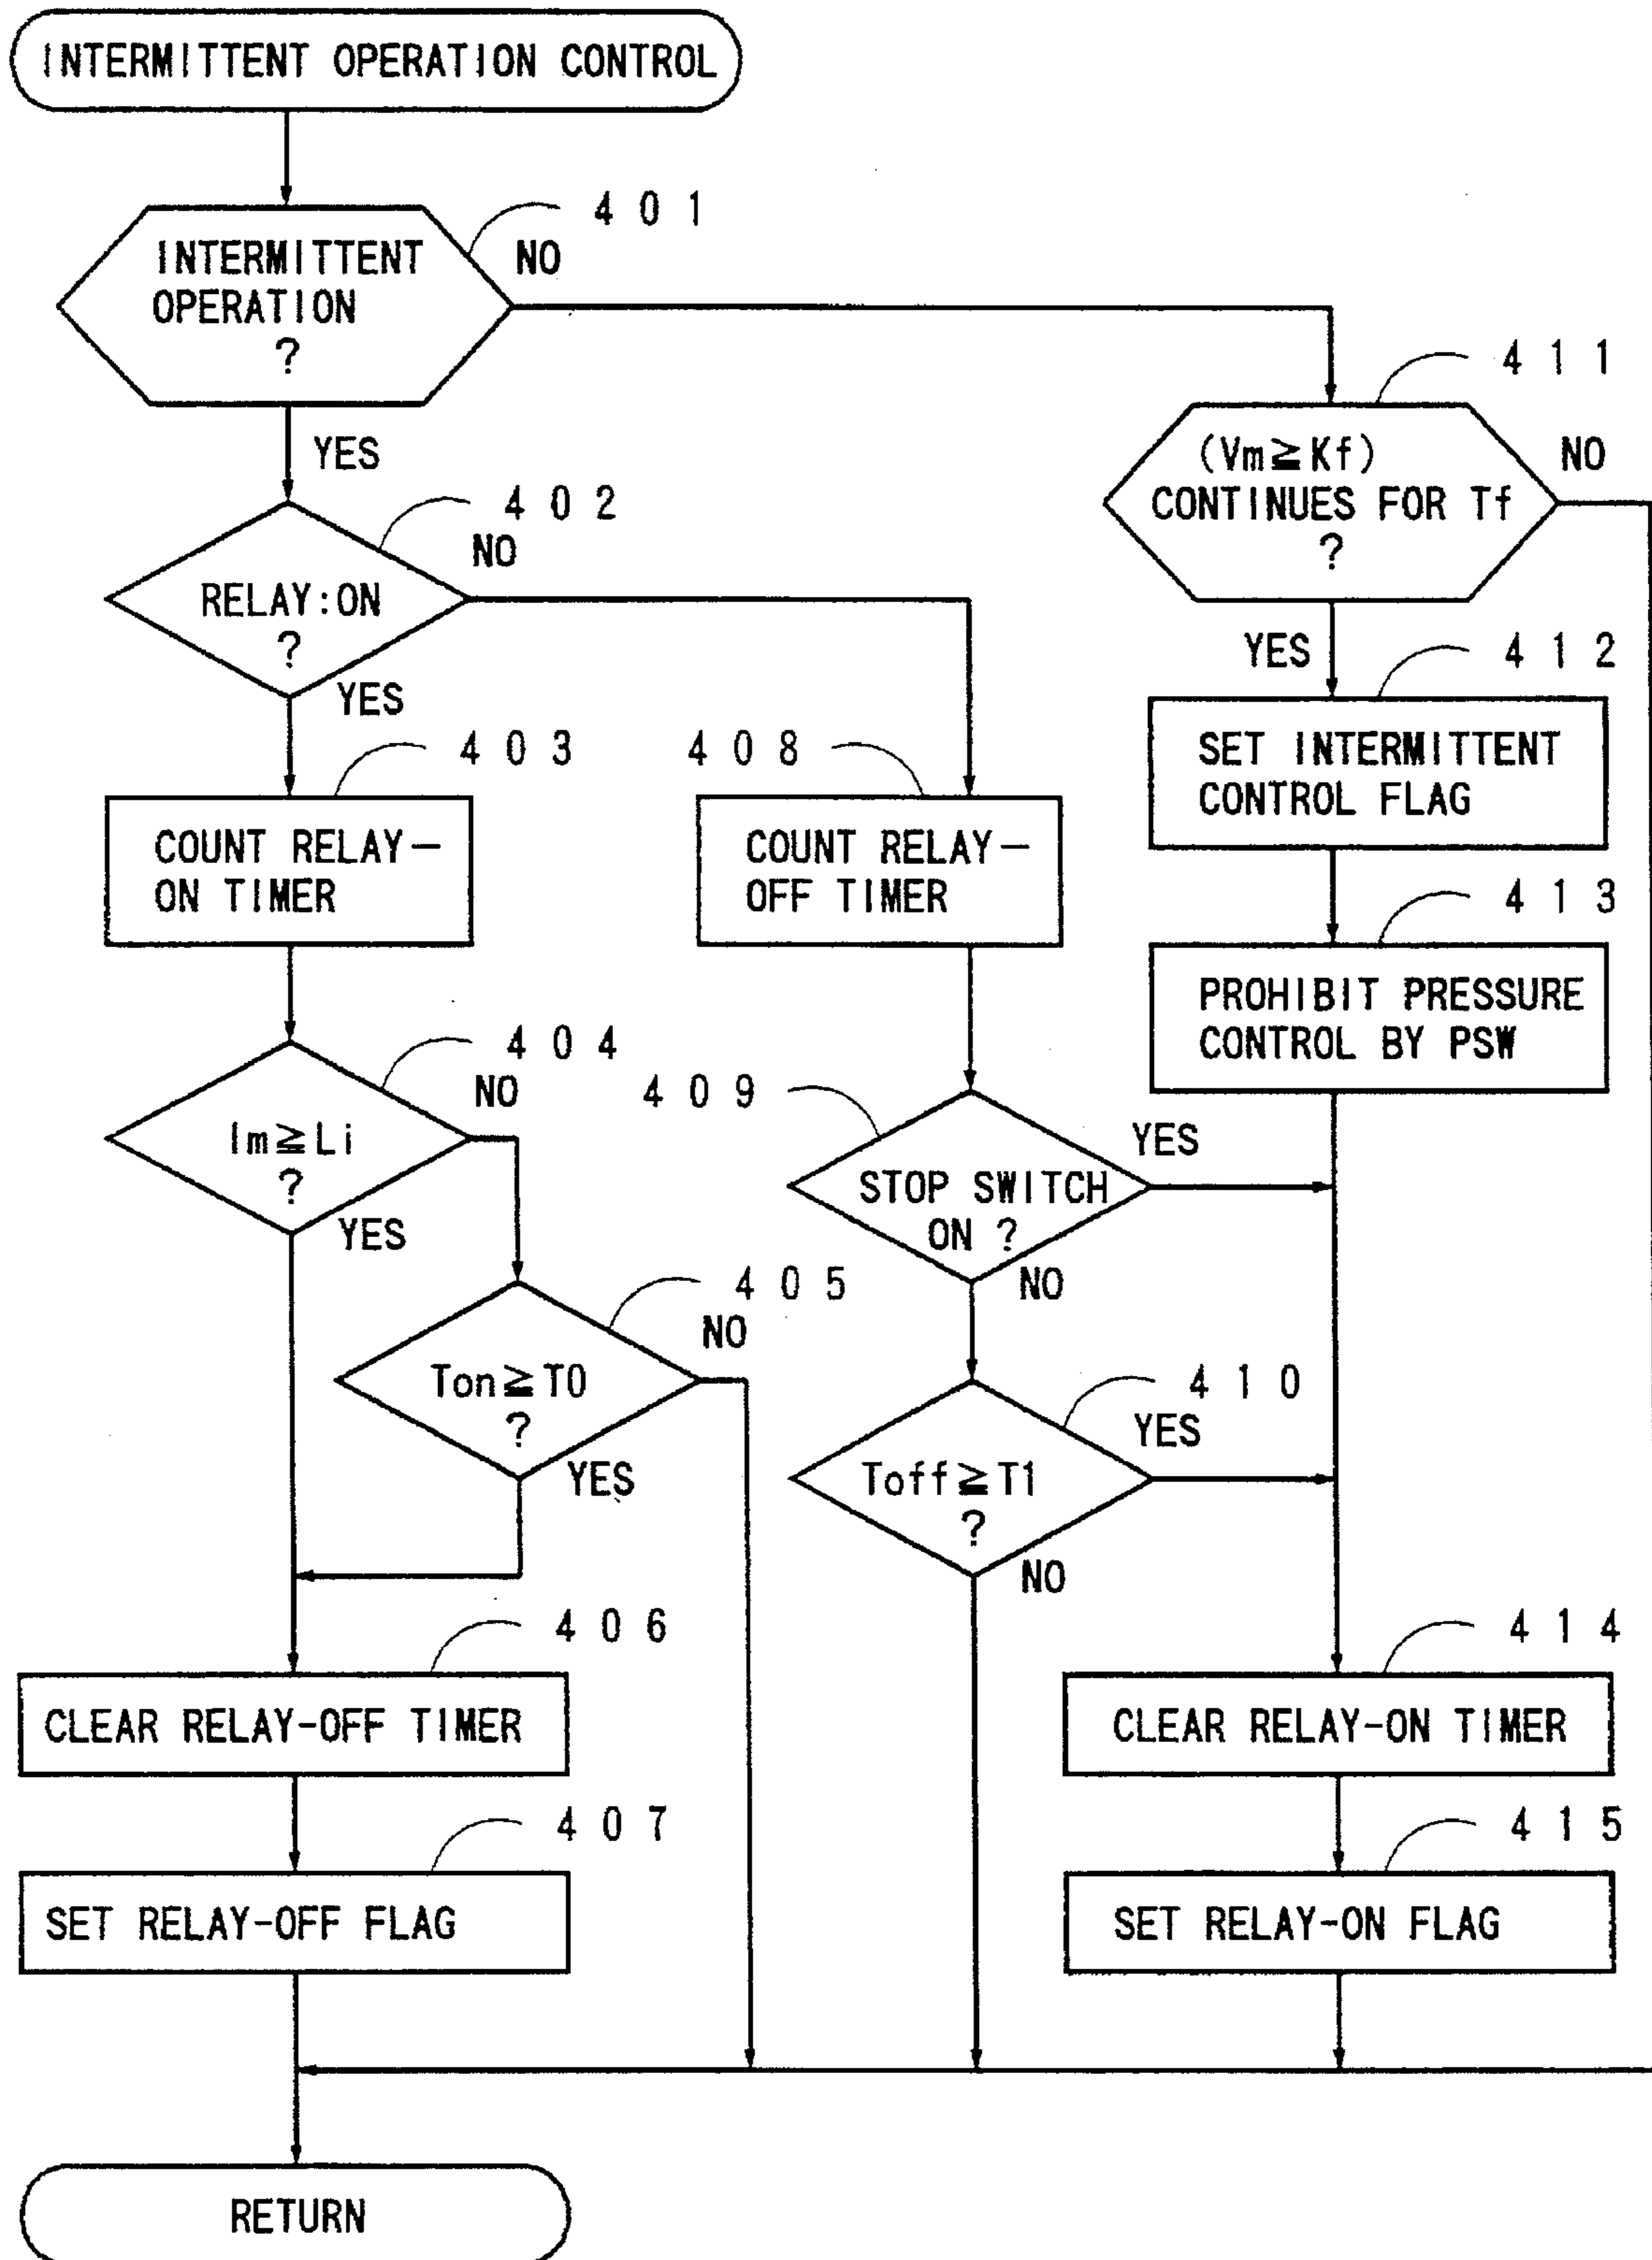 INTERMITTENT OPERATION CONTROL
401
INTERMITTENT
OPERATION
?
NO
YES
411
(Vm≧Kf)
CONTINUES FOR Tf
?
NO
YES
402
NO
RELAY:ON
?
YES
412
SET INTERMITTENT
CONTROL FLAG
403
COUNT RELAY-
ON TIMER
408
COUNT RELAY-
OFF TIMER
413
PROHIBIT PRESSURE
CONTROL BY PSW
404
NO
Im≧Li
?
YES
409
YES
STOP SWITCH
ON ?
NO
405
NO
Ton≧T0
?
YES
410
YES
Toff≧T1
?
NO
406
CLEAR RELAY-OFF TIMER
414
CLEAR RELAY-ON TIMER
407
SET RELAY-OFF FLAG
415
SET RELAY-ON FLAG
RETURN